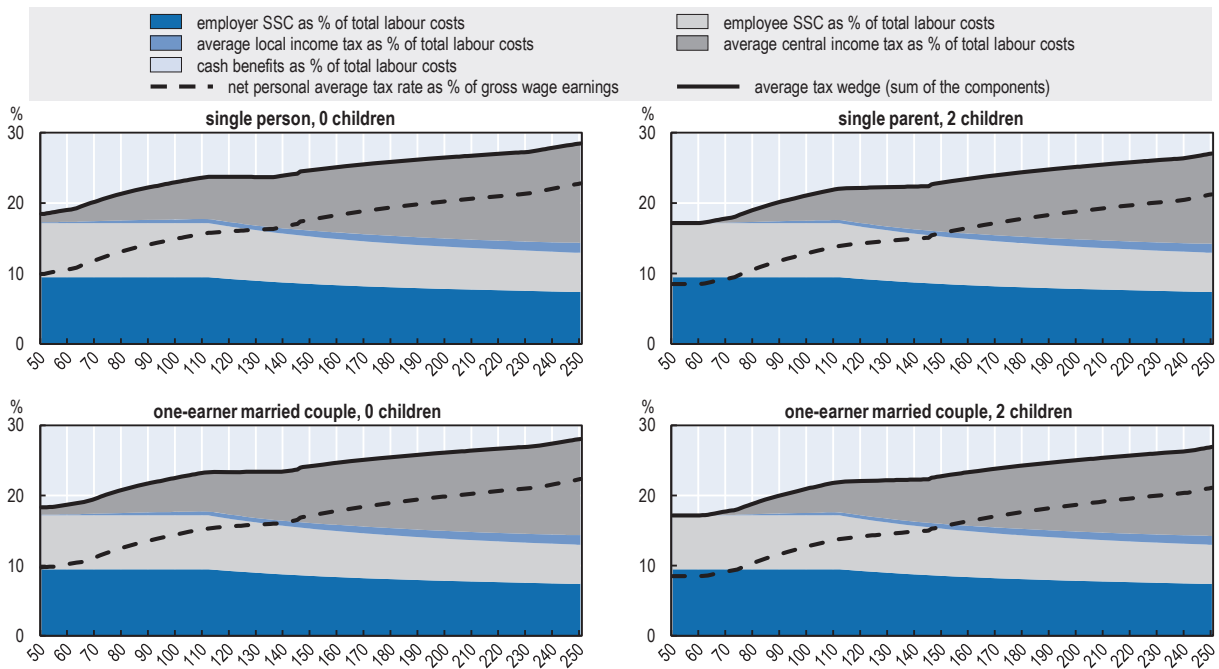 employer SSC as % of total labour costs
employee SSC as % of total labour costs
average local income tax as % of total labour costs
average central income tax as % of total labour costs
cash benefits as % of total labour costs
net personal average tax rate as % of gross wage earnings
average tax wedge (sum of the components)
%
single person, 0 children
30
20
10
0
50 60 70 80 90 100 110 120 130 140 150 160 170 180 190 200 210 220 230 240 250
%
single parent, 2 children
30
20
10
0
50 60 70 80 90 100 110 120 130 140 150 160 170 180 190 200 210 220 230 240 250
%
one-earner married couple, 0 children
30
20
10
0
50 60 70 80 90 100 110 120 130 140 150 160 170 180 190 200 210 220 230 240 250
%
one-earner married couple, 2 children
30
20
10
0
50 60 70 80 90 100 110 120 130 140 150 160 170 180 190 200 210 220 230 240 250